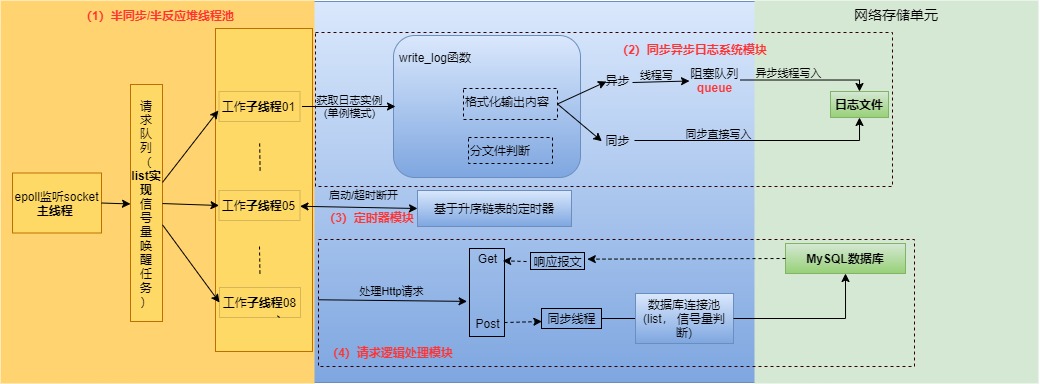 （1）半同步/半反应堆线程池
网络存储单元
（2）同步异步日志系统模块
write_log函数
格式化输出内容
分文件判断
异步
线程写
阻塞队列
queue
异步线程写入
日志文件
同步
同步直接写入
获取日志实例
(单例模式)
请求队列（list实现信号量唤醒任务）
工作子线程01
epoll监听socket
主线程
工作子线程05
启动/超时断开
（3）定时器模块
基于升序链表的定时器
工作子线程08
、
处理Http请求
Get
响应报文
MySQL数据库
Post
同步线程
数据库连接池
(list， 信号量判
断)
（4）请求逻辑处理模块